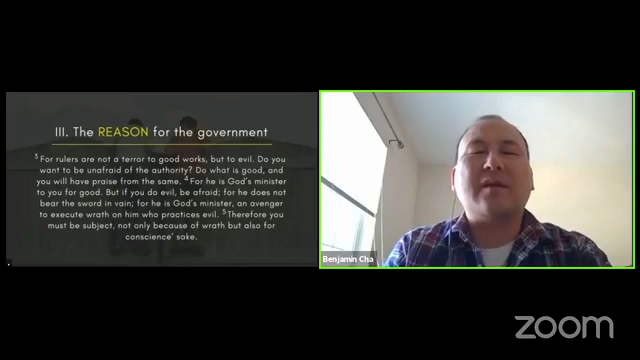 III. The REASON for the government
3 For rulers are not a terror to good works, but to evil. Do you
want to be unafraid of the authority? Do what is good, and
you will have praise from the same. 4 For he is God's minister
to you for good. But if you do evil, be afraid; for he does not
bear the sword in vain; for he is God's minister, an avenger
to execute wrath on him who practices evil. 5 Therefore you
must be subject, not only because of wrath but also for
conscience' sake.
Benjamin Cha
zoom